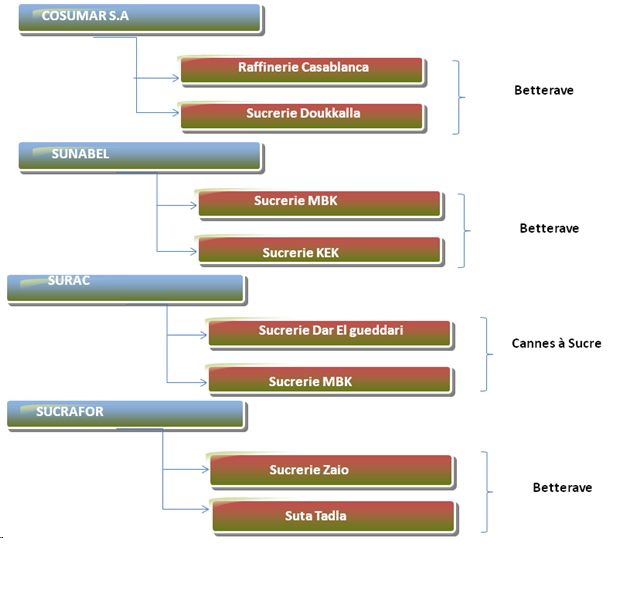 COSUMAR S.A
Raffinerie Casablanca
Betterave
Sucrerie Doukkalla
SUNABEL
Sucrerie MBK
Betterave
Sucrerie KEK
SURAC
Sucrerie Dar El gueddari
Cannes à Sucre
Sucrerie MBK
SUCRAFOR
Sucrerie Zaio
Betterave
Suta Tadla